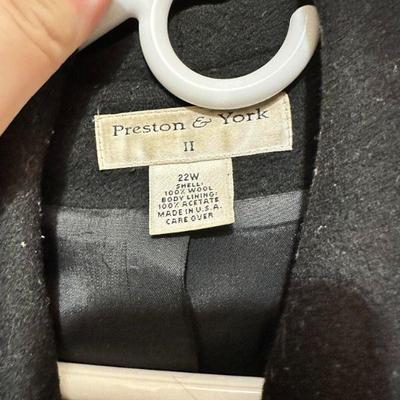 Preston & York
II
22W
SHELL:
100% WOOL
BODY LINING:
100% ACETATE
MADE IN U.S.A.
CARE OVER